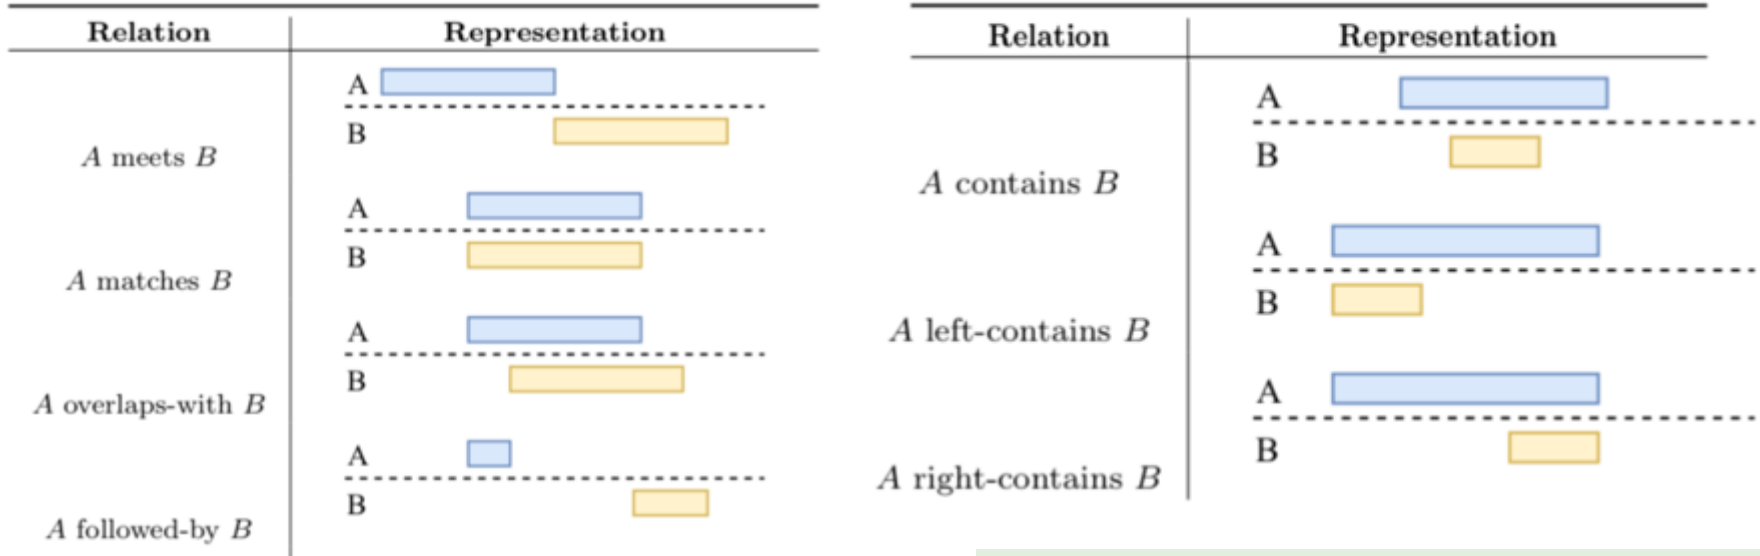 Relation Representation
A
B
A meets B
A
B
A matches B
A
B
A overlaps-with B
A
B
A followed-by B
Relation Representation
A
B
A contains B
A
B
A left-contains B
A
B
A right-contains B